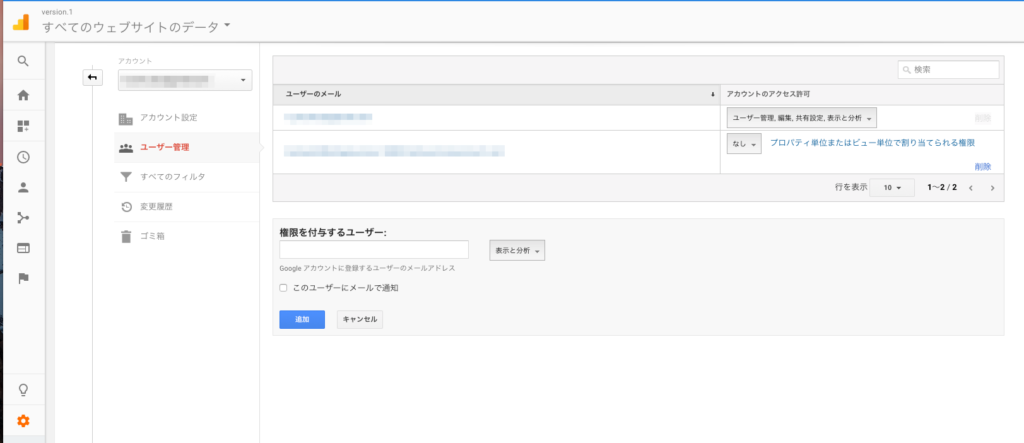 version.1
すべてのウェブサイトのデータ
アカウント
アカウント設定
ユーザー管理
すべてのフィルタ
変更履歴
ゴミ箱
検索
ユーザーのメール
アカウントのアクセス許可
ユーザー管理, 編集, 共有設定, 表示と分析
削除
なし
プロパティ単位またはビュー単位で割り当てられる権限
削除
行を表示 10 1～2 / 2
権限を付与するユーザー:
表示と分析
Google アカウントに登録するユーザーのメールアドレス
このユーザーにメールで通知
追加 キャンセル